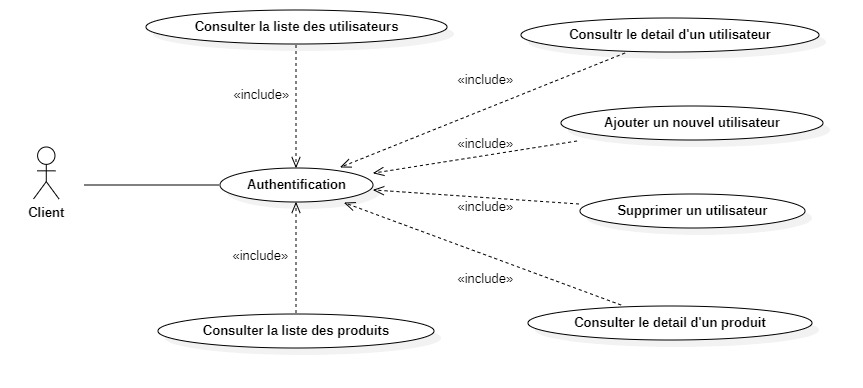 Consulter la liste des utilisateurs
Consultr le detail d'un utilisateur
«include»
«include»
Ajouter un nouvel utilisateur
«include»
Authentification
Client
«include»
Supprimer un utilisateur
«include»
«include»
Consulter la liste des produits
Consulter le detail d'un produit